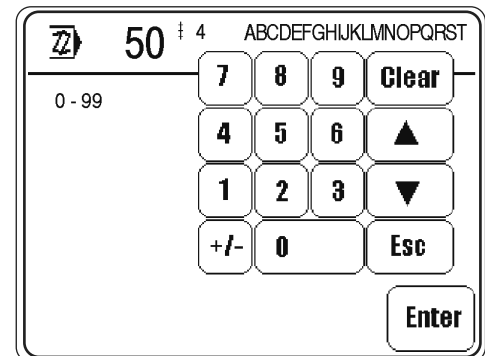 50 ‡ 4 ABCDEFGHIJKLMNOPQRST
7 8 9 Clear
0 - 99
4 5 6 ▲
1 2 3 ▼
+/- 0 Esc
Enter